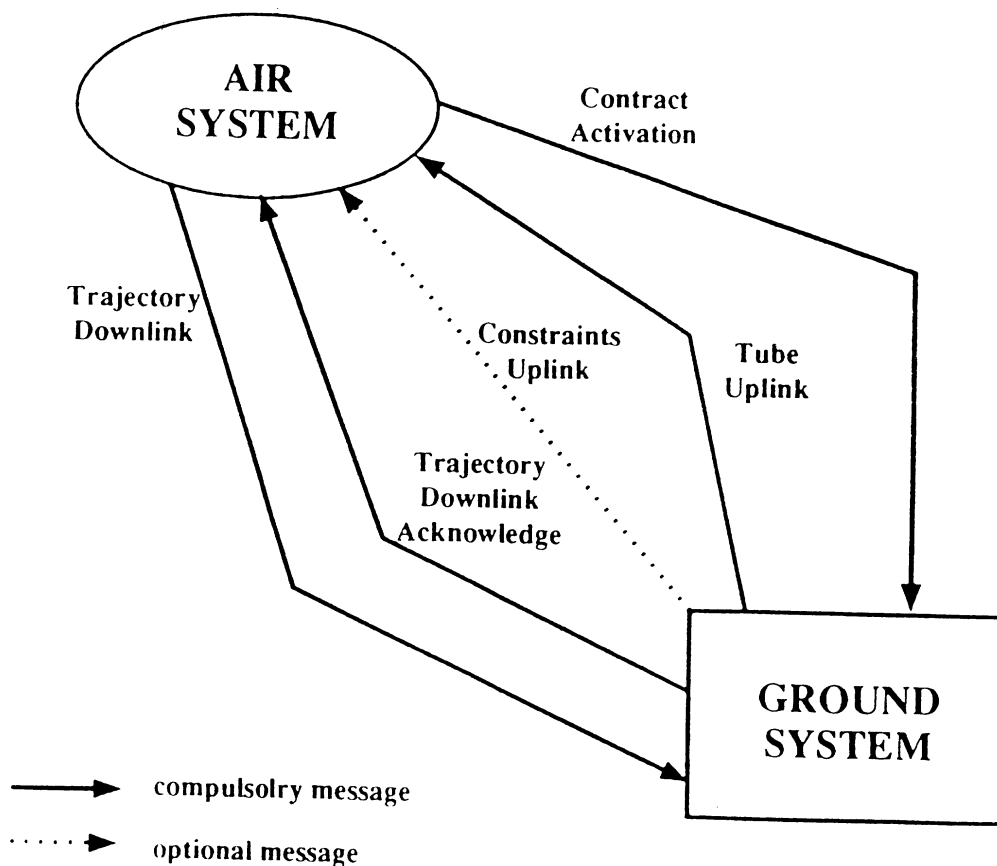 AIR
SYSTEM
Contract
Activation
Trajectory
Downlink
Constraints
Uplink
Tube
Uplink
Trajectory
Downlink
Acknowledge
GROUND
SYSTEM
compulsolry message
optional message